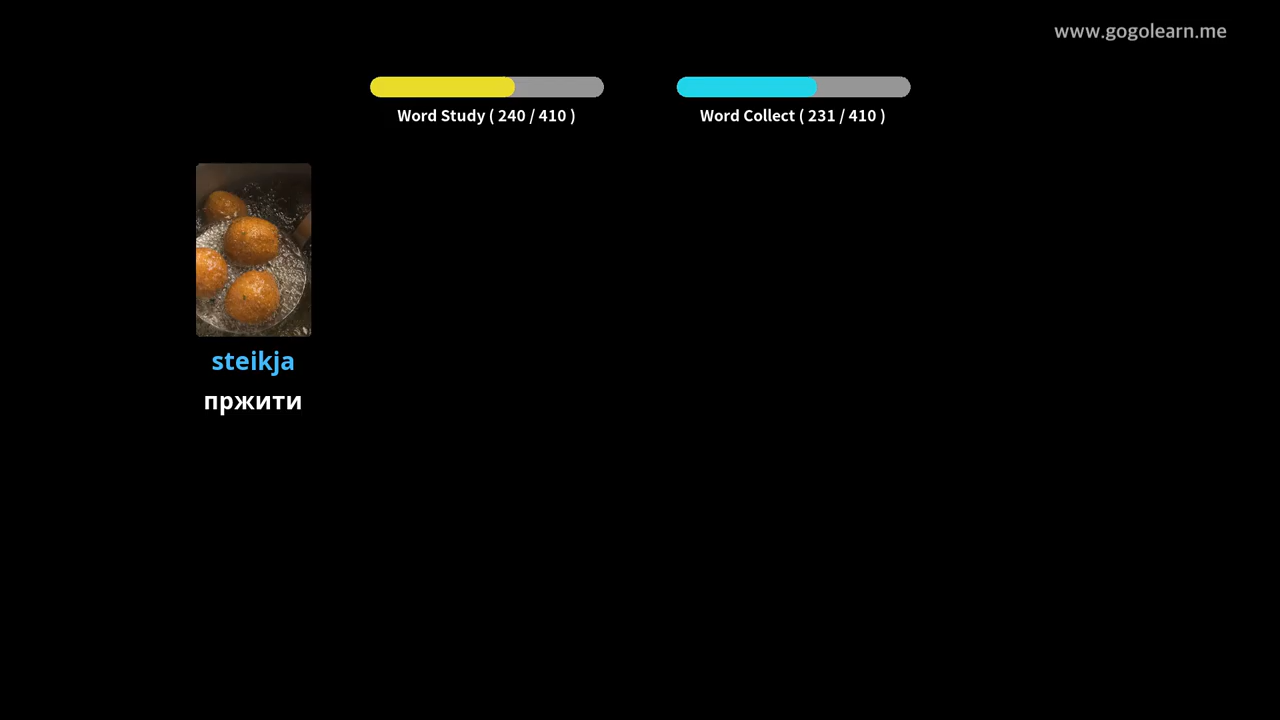 www.gogolearn.me
Word Study ( 240 / 410 )
Word Collect ( 231 / 410 )
steikja
пржити